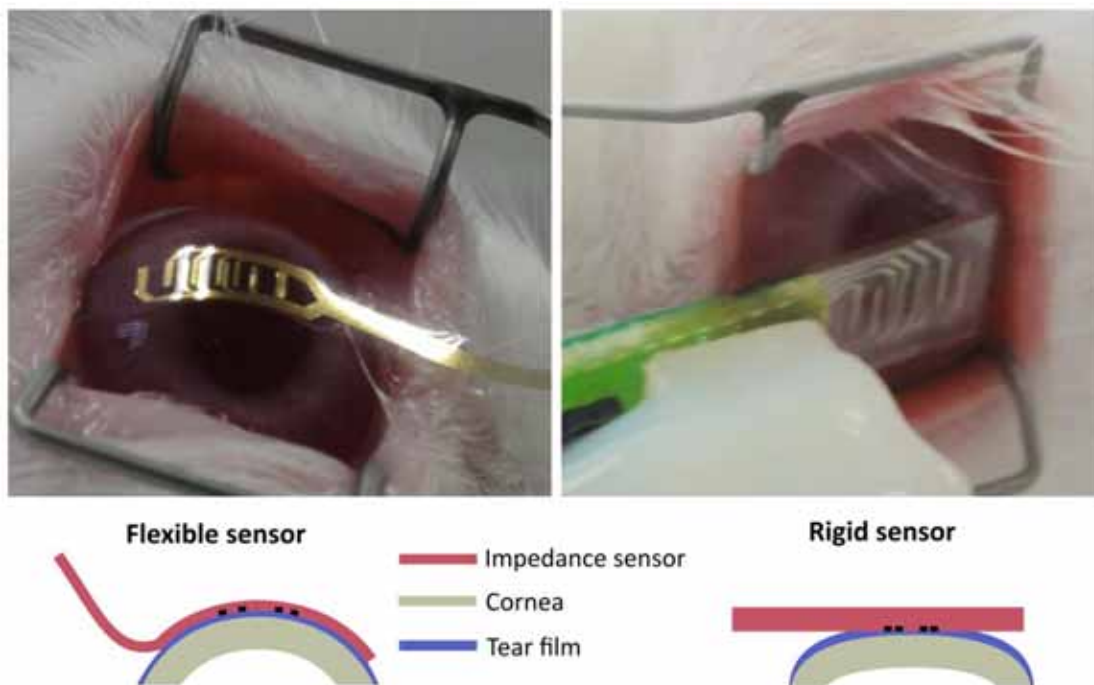 Flexible sensor
Rigid sensor
Impedance sensor
Cornea
Tear film